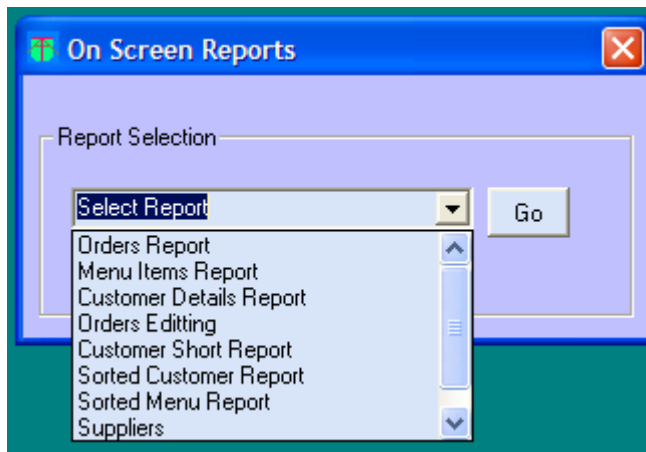 On Screen Reports
Report Selection
Select Report
Go
Orders Report
Menu Items Report
Customer Details Report
Orders Editting
Customer Short Report
Sorted Customer Report
Sorted Menu Report
Suppliers